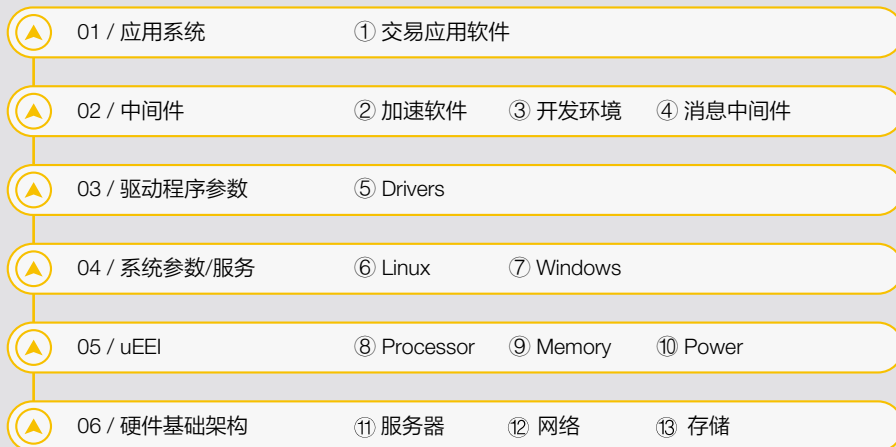 01 / 应用系统 ① 交易应用软件
02 / 中间件 ② 加速软件 ③ 开发环境 ④ 消息中间件
03 / 驱动程序参数 ⑤ Drivers
04 / 系统参数/服务 ⑥ Linux ⑦ Windows
05 / uEEI ⑧ Processor ⑨ Memory ⑩ Power
06 / 硬件基础架构 ⑪ 服务器 ⑫ 网络 ⑬ 存储